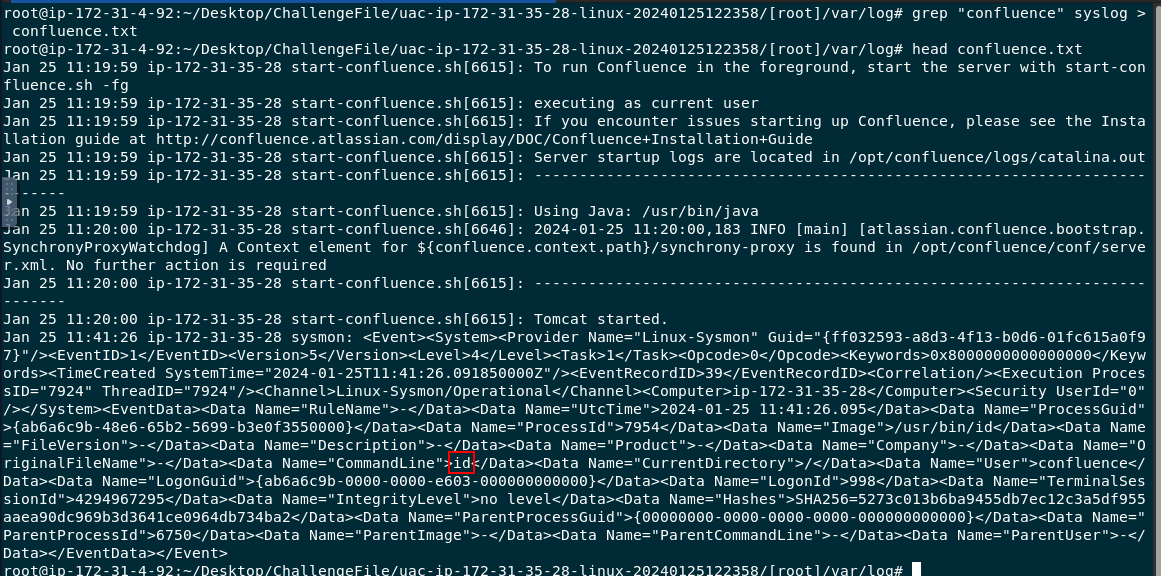 root@ip-172-31-4-92:~/Desktop/ChallengeFile/uac-ip-172-31-35-28-linux-20240125122358/[root]/var/log# grep "confluence" syslog >
 confluence.txt
root@ip-172-31-4-92:~/Desktop/ChallengeFile/uac-ip-172-31-35-28-linux-20240125122358/[root]/var/log# head confluence.txt
Jan 25 11:19:59 ip-172-31-35-28 start-confluence.sh[6615]: To run Confluence in the foreground, start the server with start-con
fluence.sh -fg
Jan 25 11:19:59 ip-172-31-35-28 start-confluence.sh[6615]: executing as current user
Jan 25 11:19:59 ip-172-31-35-28 start-confluence.sh[6615]: If you encounter issues starting up Confluence, please see the Insta
llation guide at http://confluence.atlassian.com/display/DOC/Confluence+Installation+Guide
Jan 25 11:19:59 ip-172-31-35-28 start-confluence.sh[6615]: Server startup logs are located in /opt/confluence/logs/catalina.out
Jan 25 11:19:59 ip-172-31-35-28 start-confluence.sh[6615]: --------------------------------------------------------------------
-------
Jan 25 11:19:59 ip-172-31-35-28 start-confluence.sh[6615]: Using Java: /usr/bin/java
Jan 25 11:20:00 ip-172-31-35-28 start-confluence.sh[6646]: 2024-01-25 11:20:00,183 INFO [main] [atlassian.confluence.bootstrap.
SynchronyProxyWatchdog] A Context element for ${confluence.context.path}/synchrony-proxy is found in /opt/confluence/conf/serve
r.xml. No further action is required
Jan 25 11:20:00 ip-172-31-35-28 start-confluence.sh[6615]: --------------------------------------------------------------------
-------
Jan 25 11:20:00 ip-172-31-35-28 start-confluence.sh[6615]: Tomcat started.
Jan 25 11:41:26 ip-172-31-35-28 sysmon: <Event><System><Provider Name="Linux-Sysmon" Guid="{ff032593-a8d3-4f13-b0d6-01fc615a0f9
7}"/><EventID>1</EventID><Version>5</Version><Level>4</Level><Task>1</Task><Opcode>0</Opcode><Keywords>0x8000000000000000</Keyw
ords><TimeCreated SystemTime="2024-01-25T11:41:26.091850000Z"/><EventRecordID>39</EventRecordID><Correlation/><Execution Proces
sID="7924" ThreadID="7924"/><Channel>Linux-Sysmon/Operational</Channel><Computer>ip-172-31-35-28</Computer><Security UserId="0"
/></System><EventData><Data Name="RuleName">-</Data><Data Name="UtcTime">2024-01-25 11:41:26.095</Data><Data Name="ProcessGuid"
>{ab6a6c9b-48e6-65b2-5699-b3e0f3550000}</Data><Data Name="ProcessId">7954</Data><Data Name="Image">/usr/bin/id</Data><Data Name
="FileVersion">-</Data><Data Name="Description">-</Data><Data Name="Product">-</Data><Data Name="Company">-</Data><Data Name="O
riginalFileName">-</Data><Data Name="CommandLine">id</Data><Data Name="CurrentDirectory">/</Data><Data Name="User">confluence</
Data><Data Name="LogonGuid">{ab6a6c9b-0000-0000-e603-000000000000}</Data><Data Name="LogonId">998</Data><Data Name="TerminalSes
sionId">4294967295</Data><Data Name="IntegrityLevel">no level</Data><Data Name="Hashes">SHA256=5273c013b6ba9455db7ec12c3a5df955
aaea90dc969b3d3641ce0964db734ba2</Data><Data Name="ParentProcessGuid">{00000000-0000-0000-0000-000000000000}</Data><Data Name="
ParentProcessId">6750</Data><Data Name="ParentImage">-</Data><Data Name="ParentCommandLine">-</Data><Data Name="ParentUser">-</
Data></EventData></Event>
root@ip-172-31-4-92:~/Desktop/ChallengeFile/uac-ip-172-31-35-28-linux-20240125122358/[root]/var/log#